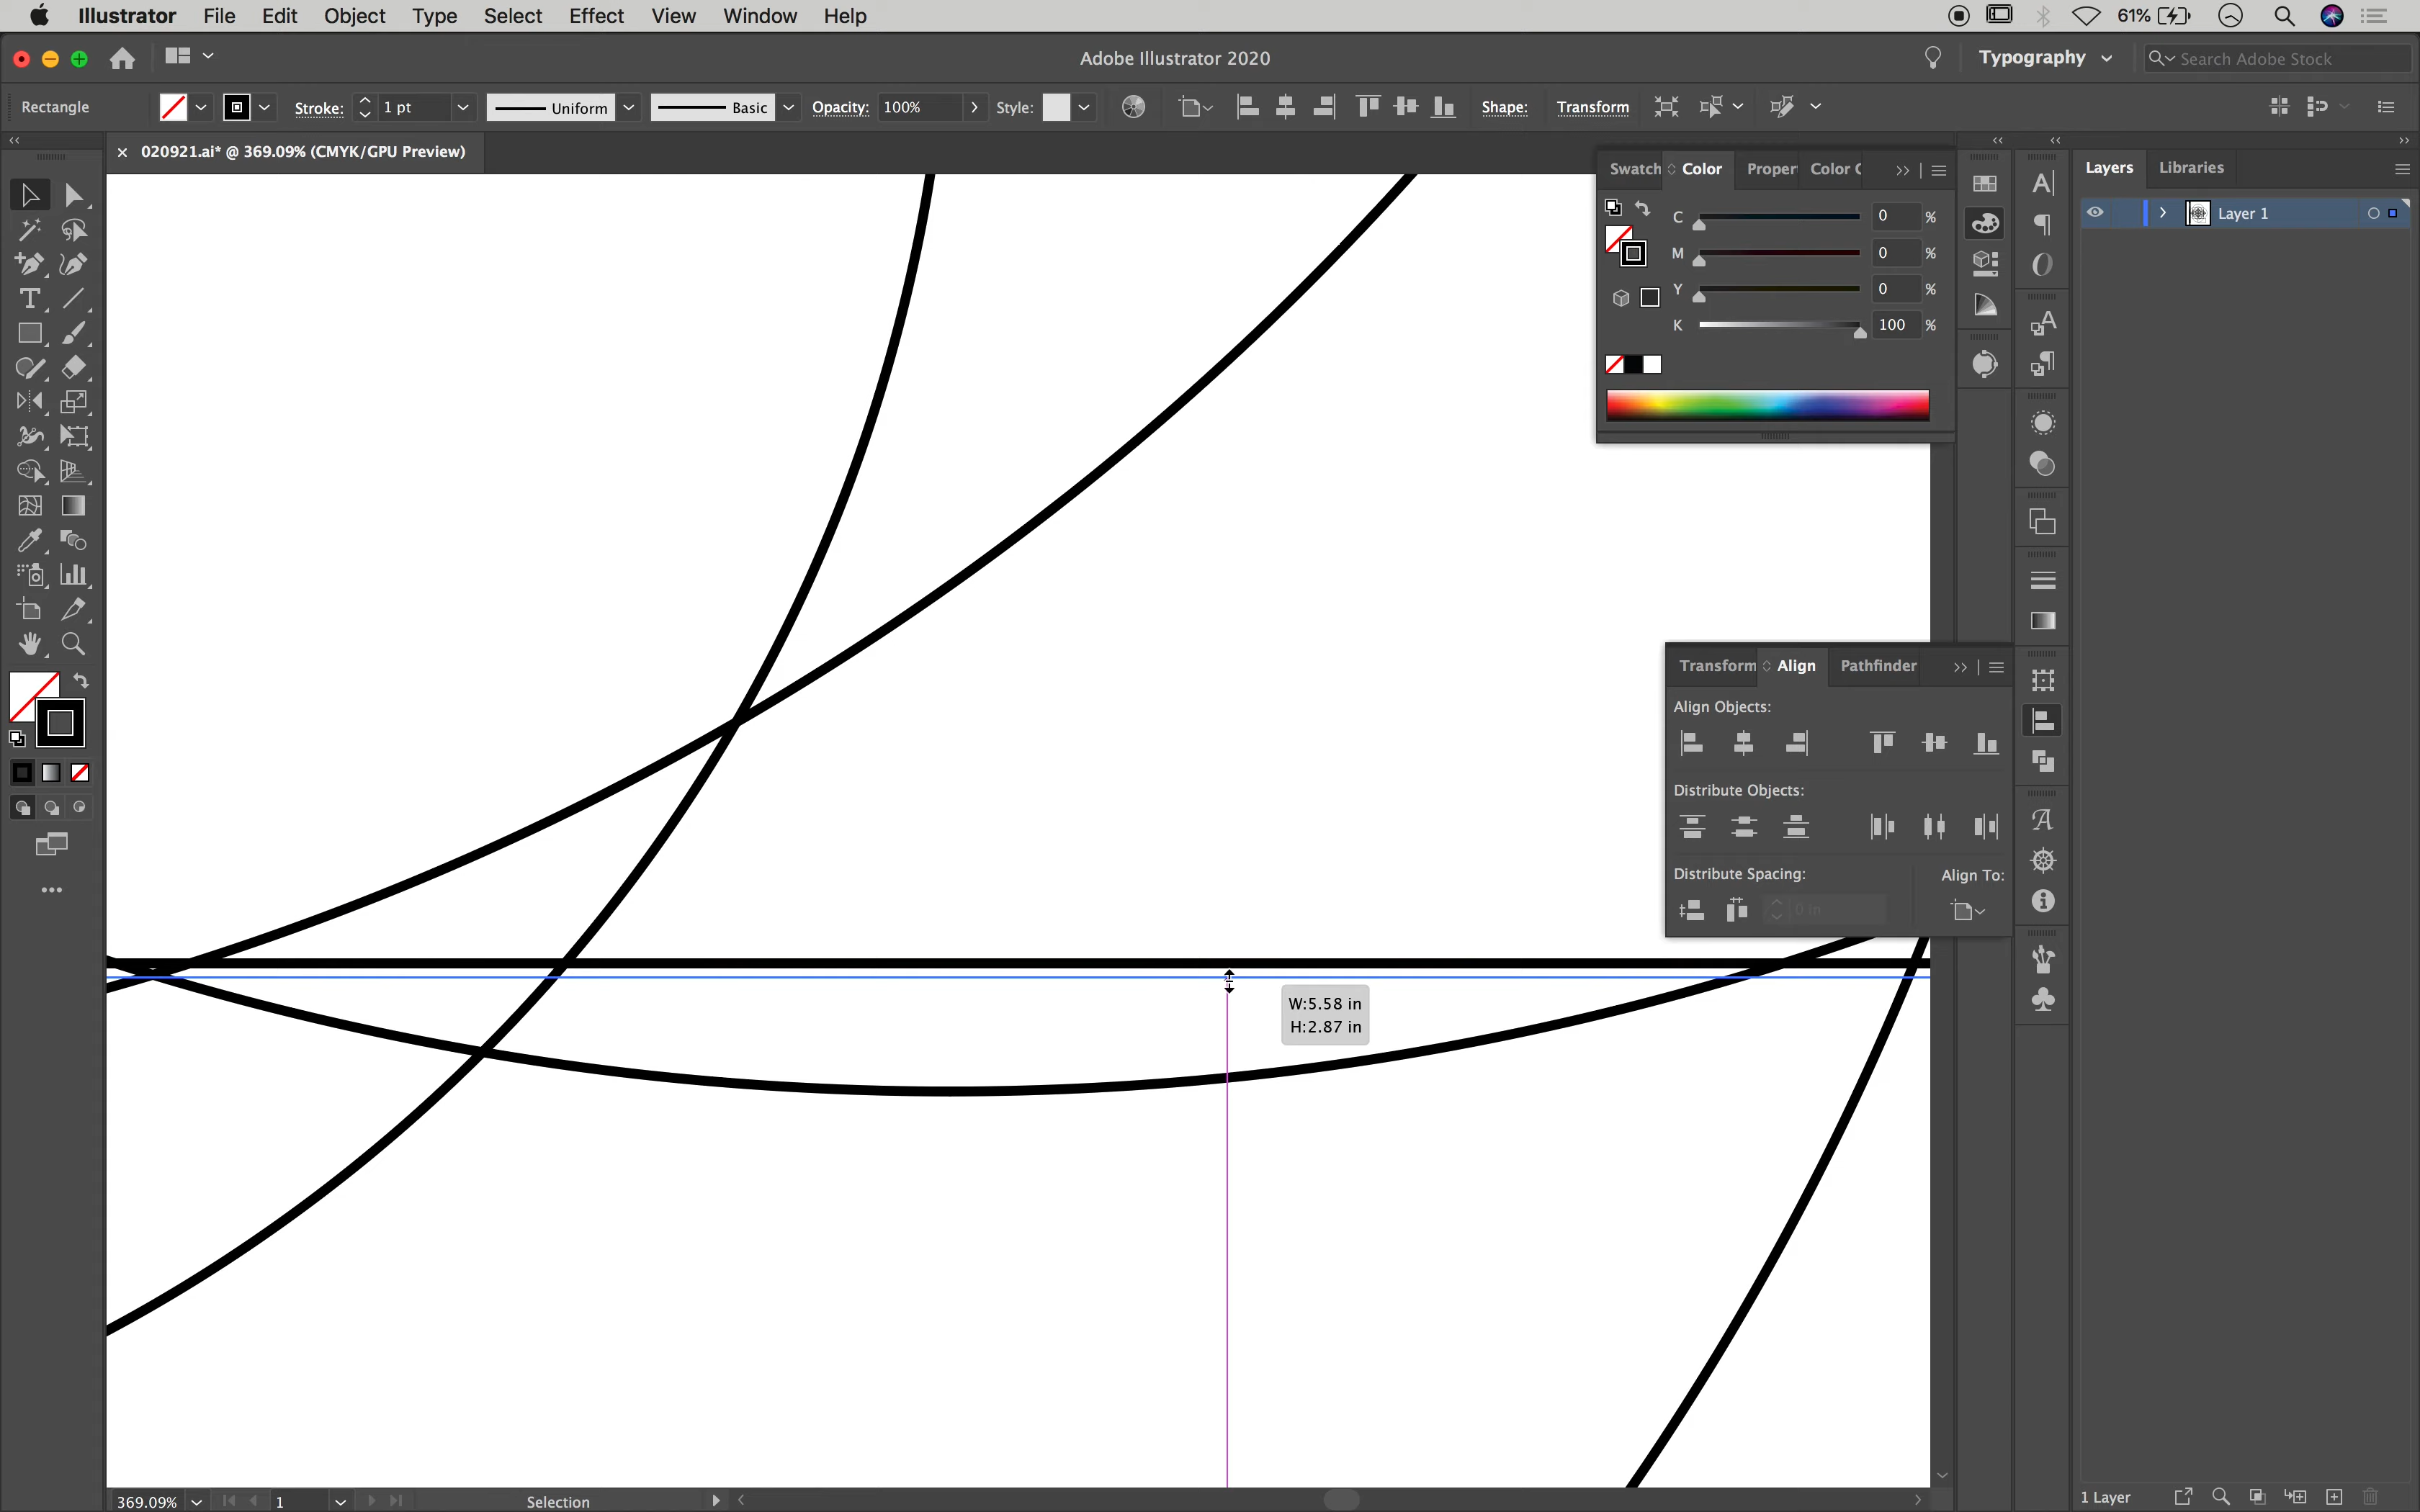 Illustrator File Edit Object Type Select Effect View Window Help 61%
Adobe Illustrator 2020 Typography Search Adobe Stock
Rectangle Stroke: 1 pt Uniform Basic Opacity: 100% Style: Shape: Transform
020921.ai* @ 369.09% (CMYK/GPU Preview)
Swatch Color Proper Color
Layers Libraries
C 0 %
M 0 %
Y 0 %
K 100 %
Layer 1
Transform Align Pathfinder
Align Objects:
Distribute Objects:
Distribute Spacing: Align To:
0 in
W:5.58 in
H:2.87 in
369.09% 1 Selection
1 Layer